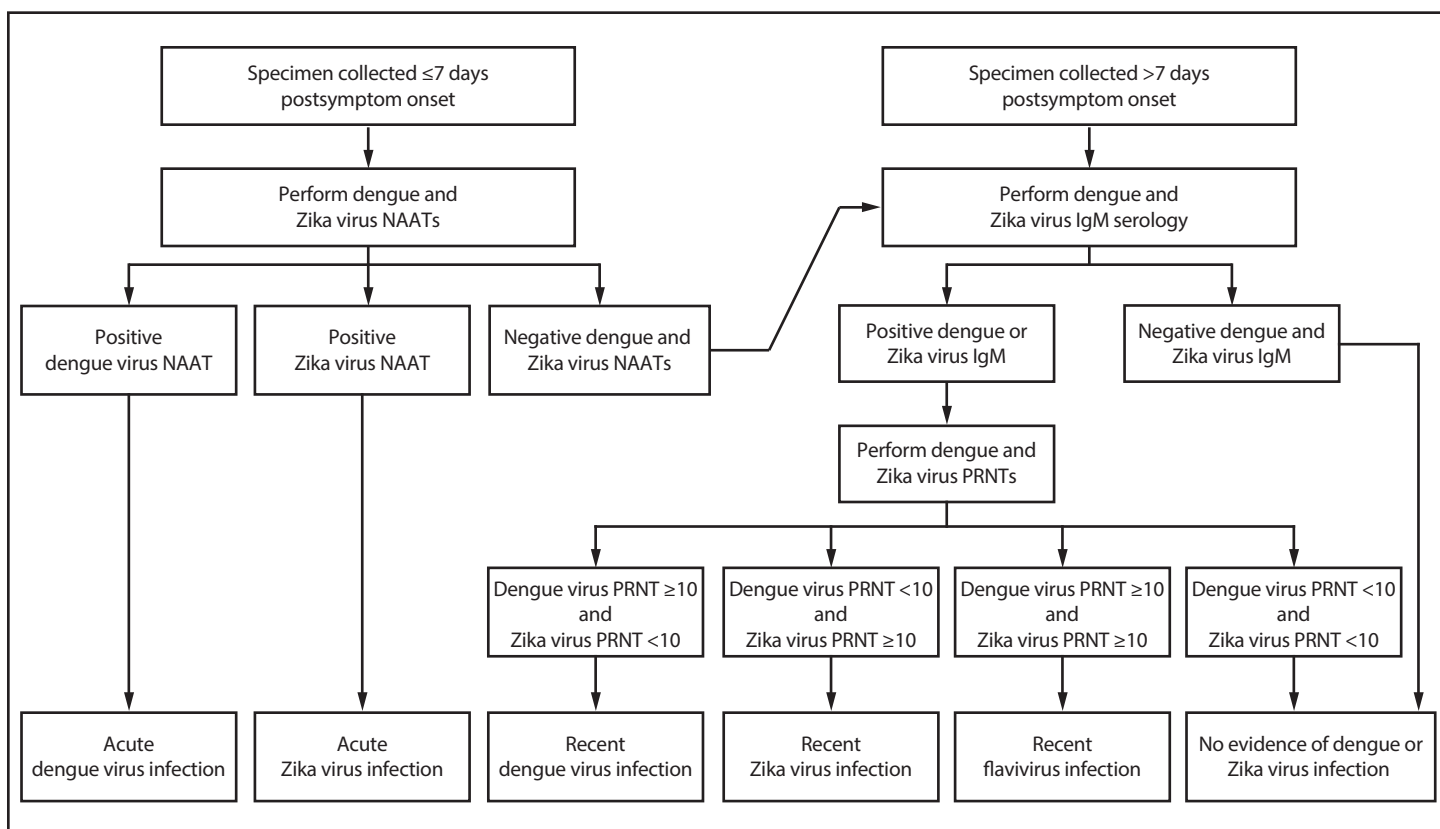 Specimen collected ≤7 days
postsymptom onset
Specimen collected >7 days
postsymptom onset
Perform dengue and
Zika virus NAATs
Perform dengue and
Zika virus IgM serology
Positive
dengue virus NAAT
Positive
Zika virus NAAT
Negative dengue and
Zika virus NAATs
Positive dengue or
Zika virus IgM
Negative dengue and
Zika virus IgM
Perform dengue and
Zika virus PRNTs
Dengue virus PRNT ≥10
and
Zika virus PRNT <10
Dengue virus PRNT <10
and
Zika virus PRNT ≥10
Dengue virus PRNT ≥10
and
Zika virus PRNT ≥10
Dengue virus PRNT <10
and
Zika virus PRNT <10
Acute
dengue virus infection
Acute
Zika virus infection
Recent
dengue virus infection
Recent
Zika virus infection
Recent
flavivirus infection
No evidence of dengue or
Zika virus infection